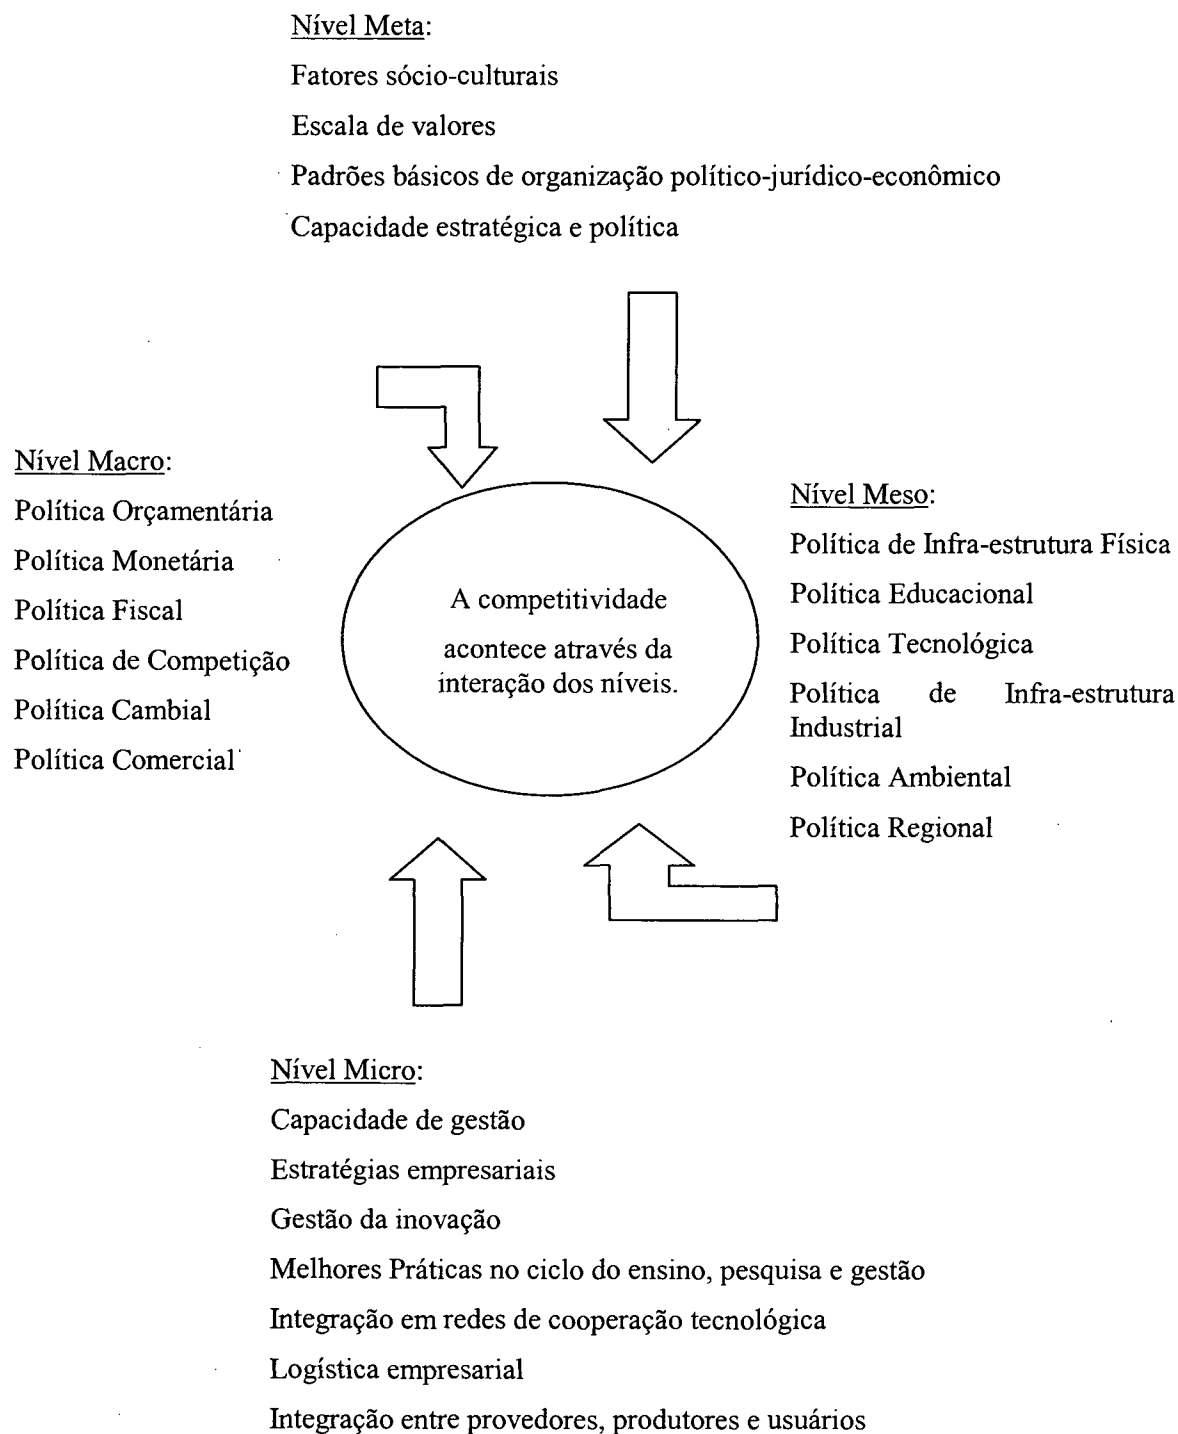 Nível Meta:
Fatores sócio-culturais
Escala de valores
Padrões básicos de organização político-jurídico-econômico
Capacidade estratégica e política
Nível Macro:
Política Orçamentária
Política Monetária
Política Fiscal
Política de Competição
Política Cambial
Política Comercial
A competitividade
acontece através da
interação dos níveis.
Nível Meso:
Política de Infra-estrutura Física
Política Educacional
Política Tecnológica
Política de Infra-estrutura
Industrial
Política Ambiental
Política Regional
Nível Micro:
Capacidade de gestão
Estratégias empresariais
Gestão da inovação
Melhores Práticas no ciclo do ensino, pesquisa e gestão
Integração em redes de cooperação tecnológica
Logística empresarial
Integração entre provedores, produtores e usuários